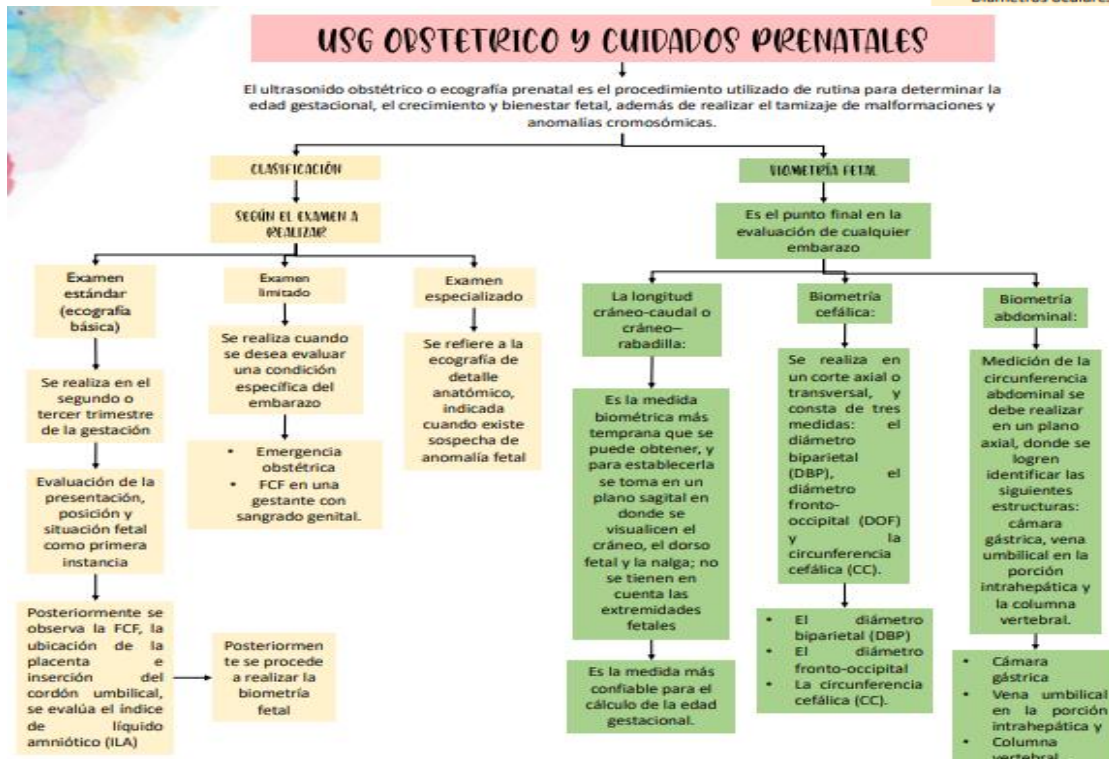 Diámetros oculares
USG OBSTETRICO Y CUIDADOS PRENATALES
El ultrasonido obstétrico o ecografía prenatal es el procedimiento utilizado de rutina para determinar la
edad gestacional, el crecimiento y bienestar fetal, además de realizar el tamizaje de malformaciones y
anomalías cromosómicas.
CLASIFICACIÓN
SEGÚN EL EXAMEN A
REALIZAR
Examen
estándar
(ecografía
básica)
Se realiza en el
segundo o
tercer trimestre
de la gestación
Evaluación de la
presentación,
posición y
situación fetal
como primera
instancia
Posteriormente se
observa la FCF, la
ubicación de la
placenta e
inserción del
cordón umbilical,
se evalúa el índice
de líquido
amniótico (ILA)
Posteriormen
te se procede
a realizar la
biometría
fetal
Examen
limitado
Se realiza cuando
se desea evaluar
una condición
específica del
embarazo
• Emergencia
obstétrica
• FCF en una
gestante con
sangrado genital.
Examen
especializado
Se refiere a la
ecografía de
detalle
anatómico,
indicada
cuando existe
sospecha de
anomalía fetal
BIOMETRÍA FETAL
Es el punto final en la
evaluación de cualquier
embarazo
La longitud
cráneo-caudal o
cráneo–
rabadilla:
Es la medida
biométrica más
temprana que se
puede obtener, y
para establecerla
se toma en un
plano sagital en
donde se
visualicen el
cráneo, el dorso
fetal y la nalga; no
se tienen en
cuenta las
extremidades
fetales
Es la medida más
confiable para el
cálculo de la edad
gestacional.
Biometría
cefálica:
Se realiza en
un corte axial o
transversal, y
consta de tres
medidas: el
diámetro
biparietal
(DBP), el
diámetro
fronto-
occipital (DOF)
y la
circunferencia
cefálica (CC).
• El diámetro
biparietal (DBP)
• El diámetro
fronto-occipital
• La circunferencia
cefálica (CC).
Biometría
abdominal:
Medición de la
circunferencia
abdominal se
debe realizar
en un plano
axial, donde se
logren
identificar las
siguientes
estructuras:
cámara
gástrica, vena
umbilical en la
porción
intrahepática y
la columna
vertebral.
• Cámara
gástrica
• Vena umbilical
en la porción
intrahepática y
• Columna
vertebral